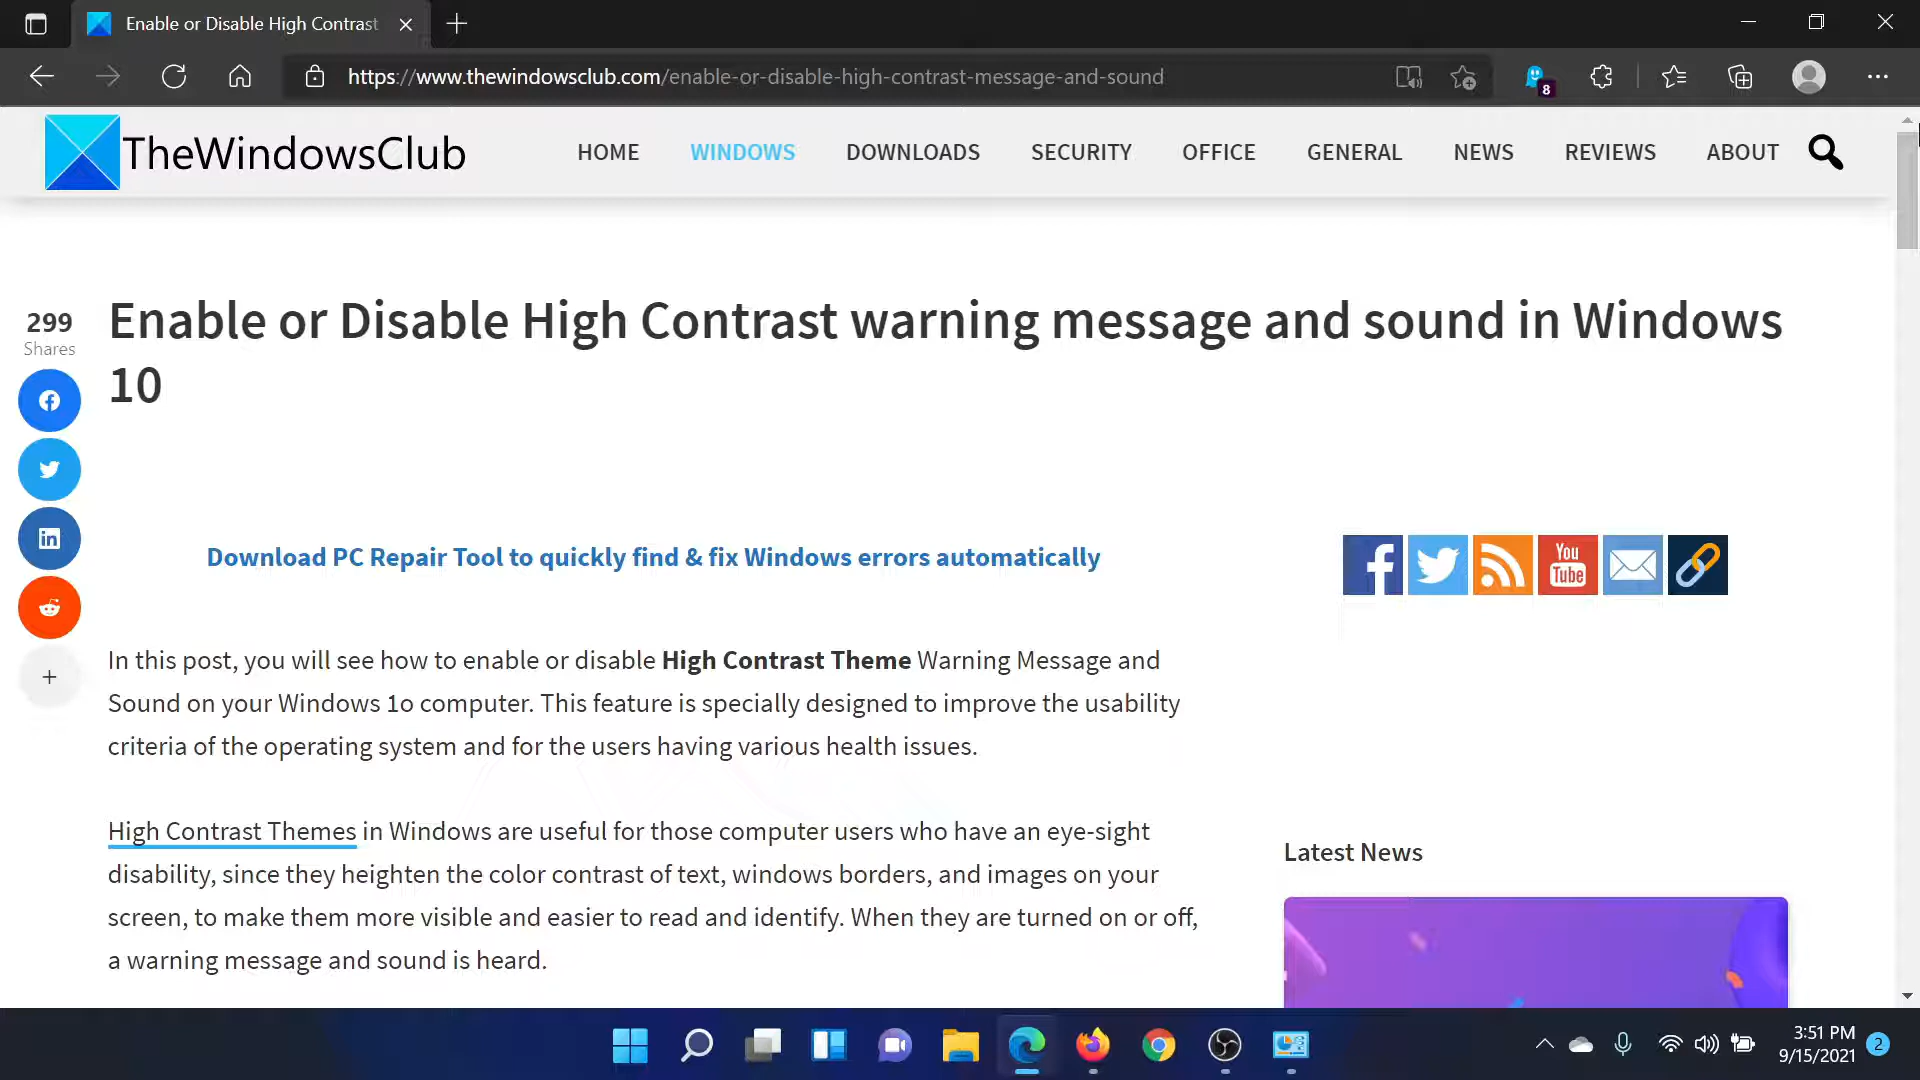 Enable or Disable High Contrast
https://www.thewindowsclub.com/enable-or-disable-high-contrast-message-and-sound
8
TheWindowsClub
HOME WINDOWS DOWNLOADS SECURITY OFFICE GENERAL NEWS REVIEWS ABOUT
299
Shares
Enable or Disable High Contrast warning message and sound in Windows
10
Download PC Repair Tool to quickly find & fix Windows errors automatically
You
Tube
In this post, you will see how to enable or disable High Contrast Theme Warning Message and
Sound on your Windows 1o computer. This feature is specially designed to improve the usability
criteria of the operating system and for the users having various health issues.
High Contrast Themes in Windows are useful for those computer users who have an eye-sight
disability, since they heighten the color contrast of text, windows borders, and images on your
screen, to make them more visible and easier to read and identify. When they are turned on or off,
a warning message and sound is heard.
Latest News
3:51 PM
9/15/2021
2